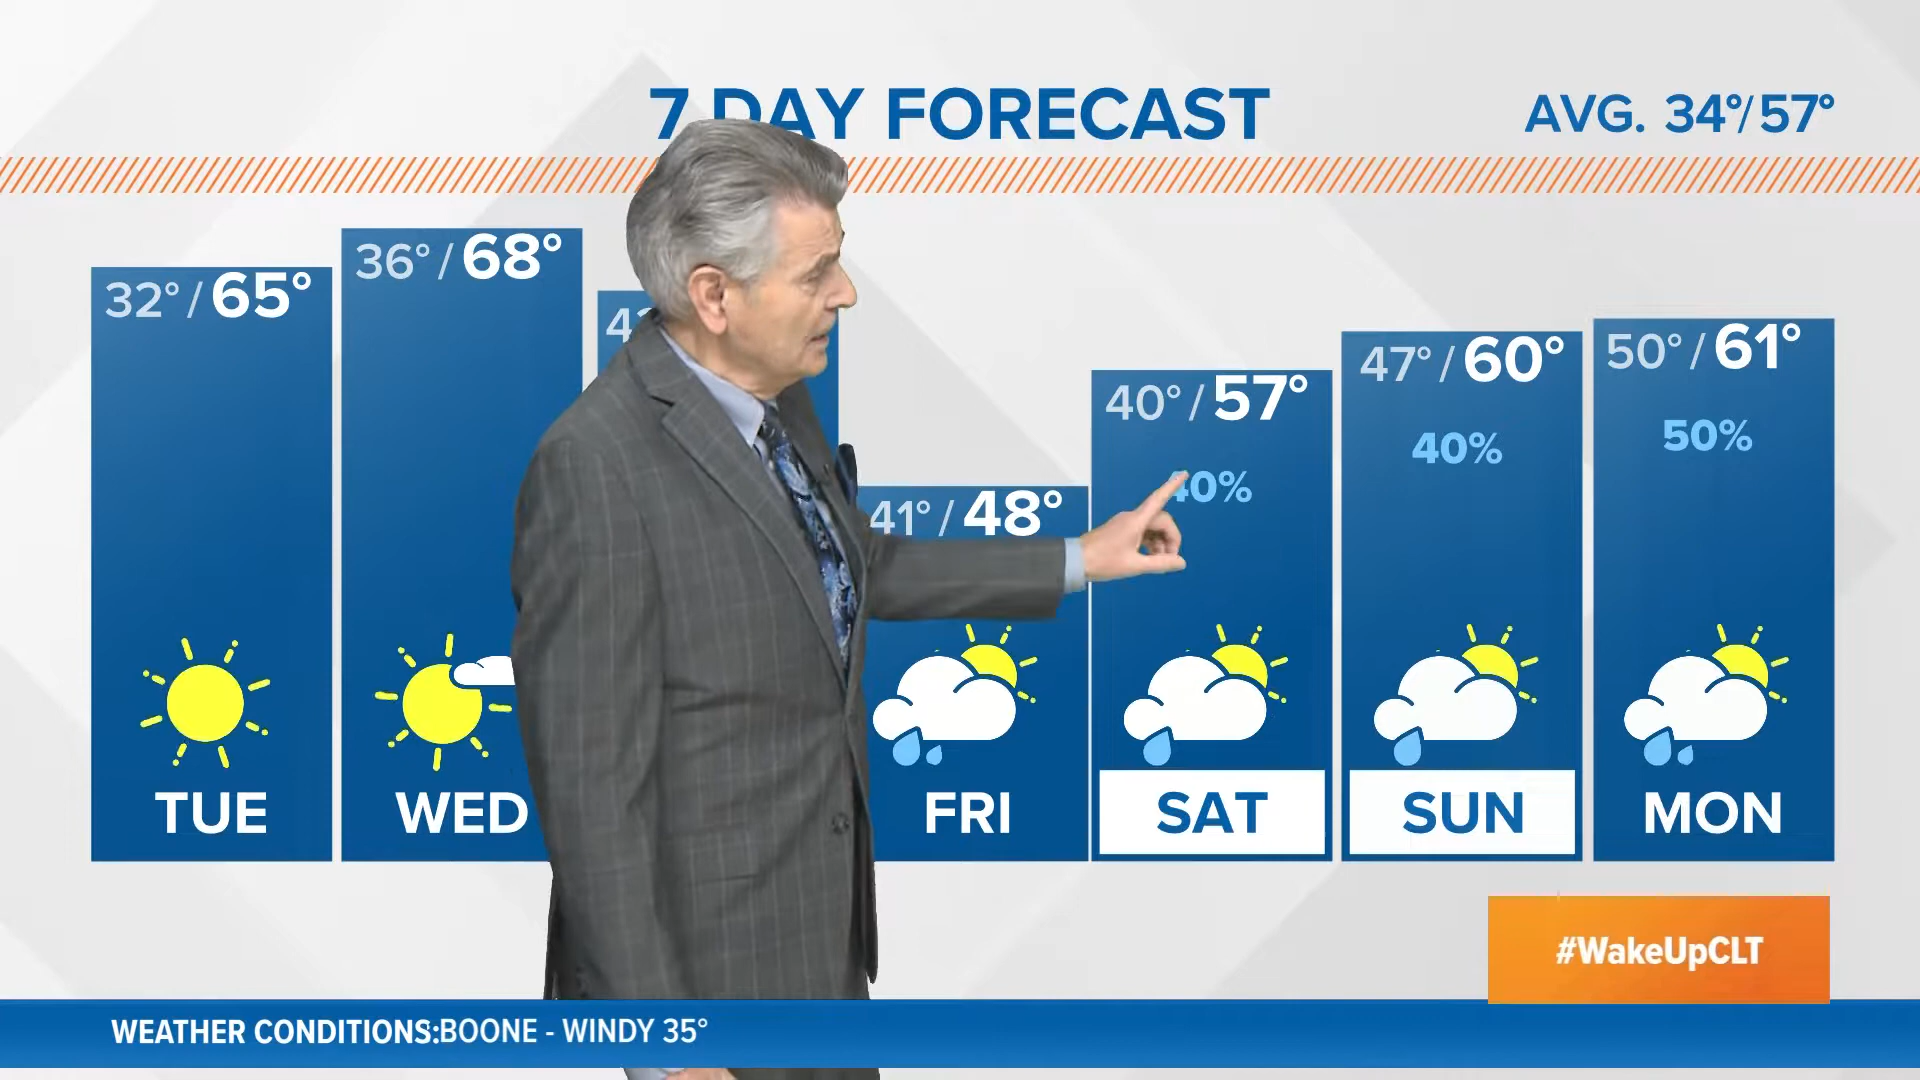 7 DAY FORECAST
AVG. 34°/57°
32°/65°
36°/68°
41°/48°
40°/57°
47°/60°
50°/61°
40%
40%
50%
TUE
WED
FRI
SAT
SUN
MON
#WakeUpCLT
WEATHER CONDITIONS:BOONE - WINDY 35°